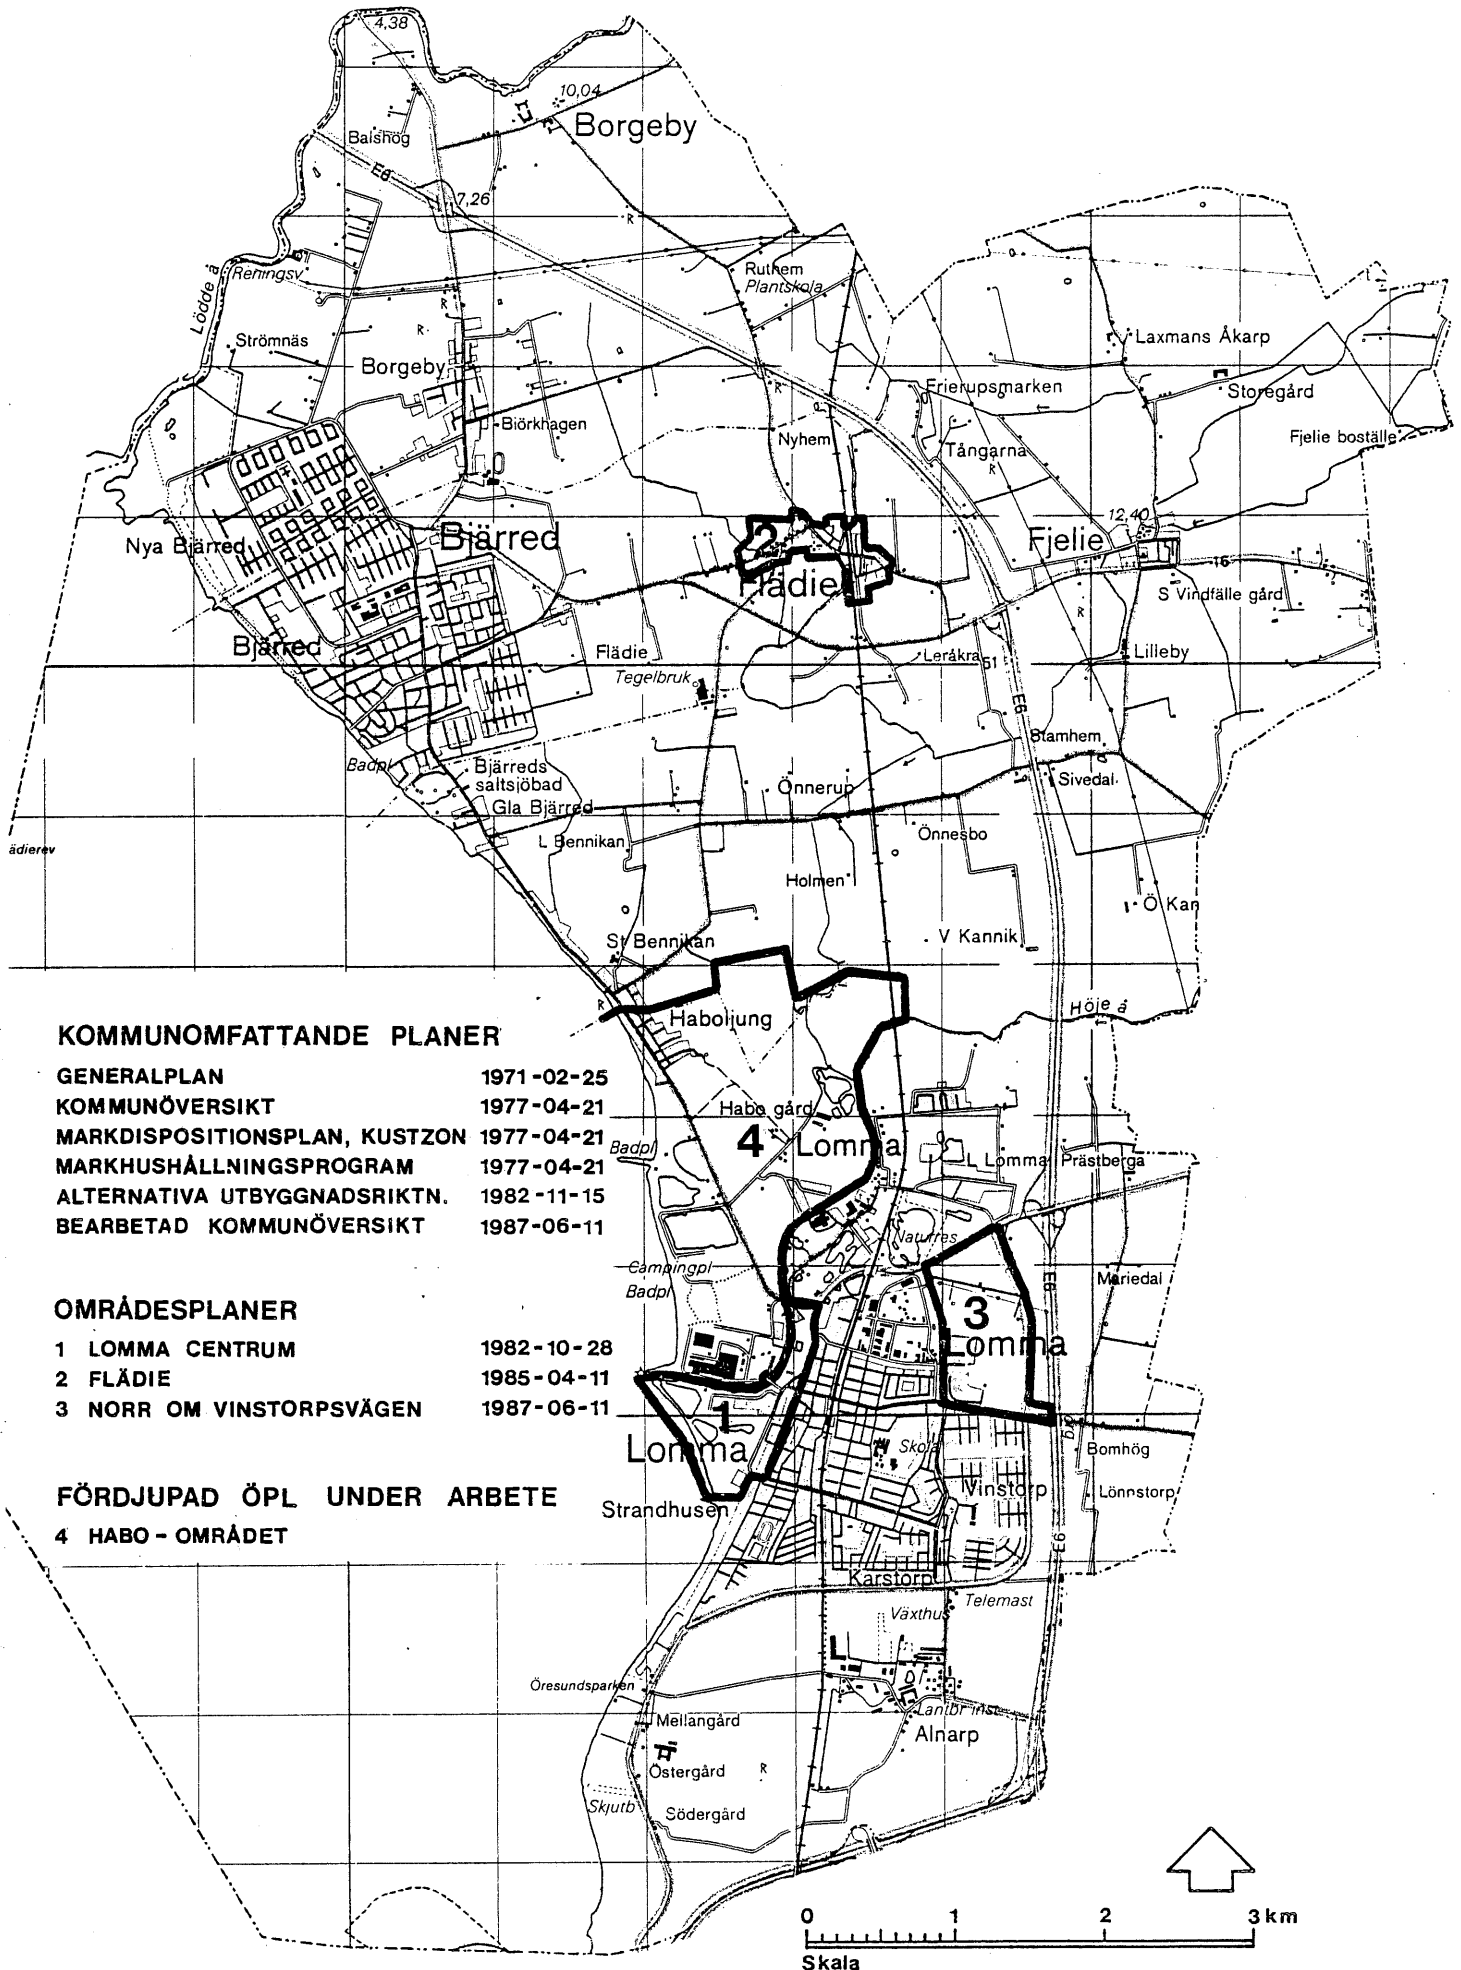 4,38
10,04
Borgeby
Balshög
E6
7,26
R
Ruthem
Plantskola
Reningsv
Lödde å
R
R
Strömnäs
Borgeby
Laxmans Åkarp
R
Frierupsmarken
Storegård
Björkhagen
Nyhem
Tångarna
R
Fjelie boställe
Nya Bjärred
Bjärred
2
Flädie
12,40
Fjelie
16
S Vindfälle gård
R
Bjärred
Flädie
Tegelbruk
Leråkra
51
Lilleby
E6
Badpl
Bjärreds
saltsjöbad
Gla Bjärred
Stamhem
Önnerup
Sivedal
Önnesbo
L Bennikan
ädierev
Holmen
Ö Kan
V Kannik
St Bennikan
R
Haboljung
Höje å
KOMMUNOMFATTANDE PLANER
GENERALPLAN 1971-02-25
KOMMUNÖVERSIKT 1977-04-21
MARKDISPOSITIONSPLAN, KUSTZON 1977-04-21
MARKHUSHÅLLNINGSPROGRAM 1977-04-21
ALTERNATIVA UTBYGGNADSRIKTN. 1982-11-15
BEARBETAD KOMMUNÖVERSIKT 1987-06-11
Habo gård
4 Lomma
Badpl
L Lomma
Prästberga
Naturres
Campingpl
Badpl
E6
Mariedal
3
Lomma
OMRÅDESPLANER
1 LOMMA CENTRUM 1982-10-28
2 FLÄDIE 1985-04-11
3 NORR OM VINSTORPSVÄGEN 1987-06-11
1
Lomma
Skola
Bomhög
Vinstorp
Lönnstorp
Strandhusen
FÖRDJUPAD ÖPL UNDER ARBETE
4 HABO-OMRÅDET
E6
Karstorp
Telemast
Växthus
Öresundsparken
Lantbr inst
Alnarp
Mellangård
Östergård
R
Skjutb
Södergård
0 1 2 3 km
Skala